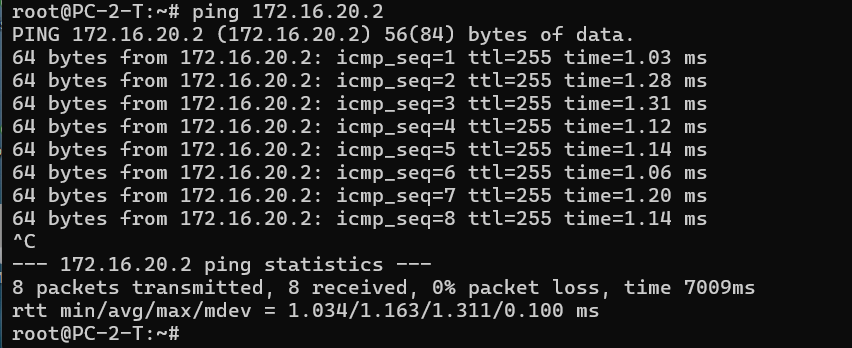 root@PC-2-T:~# ping 172.16.20.2
PING 172.16.20.2 (172.16.20.2) 56(84) bytes of data.
64 bytes from 172.16.20.2: icmp_seq=1 ttl=255 time=1.03 ms
64 bytes from 172.16.20.2: icmp_seq=2 ttl=255 time=1.28 ms
64 bytes from 172.16.20.2: icmp_seq=3 ttl=255 time=1.31 ms
64 bytes from 172.16.20.2: icmp_seq=4 ttl=255 time=1.12 ms
64 bytes from 172.16.20.2: icmp_seq=5 ttl=255 time=1.14 ms
64 bytes from 172.16.20.2: icmp_seq=6 ttl=255 time=1.06 ms
64 bytes from 172.16.20.2: icmp_seq=7 ttl=255 time=1.20 ms
64 bytes from 172.16.20.2: icmp_seq=8 ttl=255 time=1.14 ms
^C
--- 172.16.20.2 ping statistics ---
8 packets transmitted, 8 received, 0% packet loss, time 7009ms
rtt min/avg/max/mdev = 1.034/1.163/1.311/0.100 ms
root@PC-2-T:~#